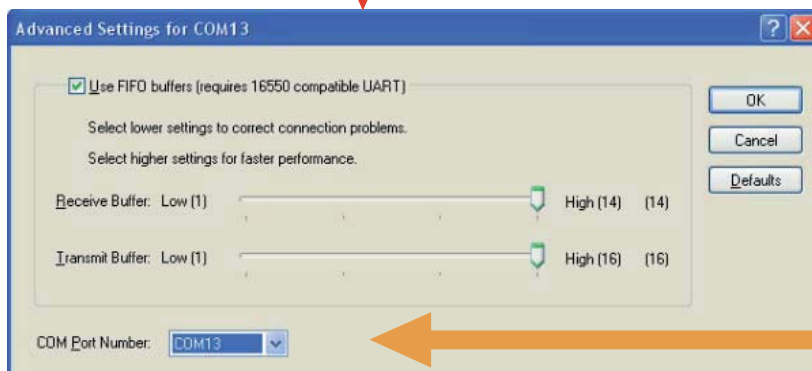 Advanced Settings for COM13
Use FIFO buffers (requires 16550 compatible UART)
OK
Select lower settings to correct connection problems.
Cancel
Select higher settings for faster performance.
Defaults
Receive Buffer: Low (1) High (14) (14)
Transmit Buffer: Low (1) High (16) (16)
COM Port Number: COM13